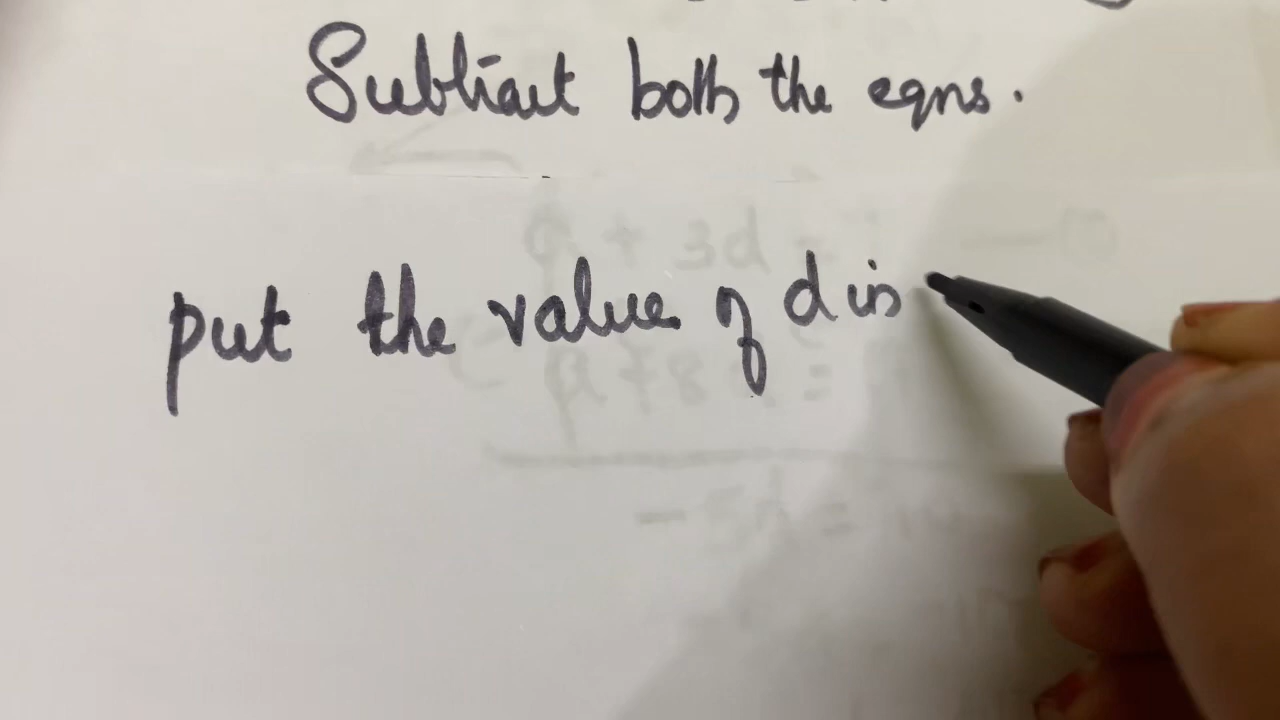 Subtract both the eqns.
put the value of d in